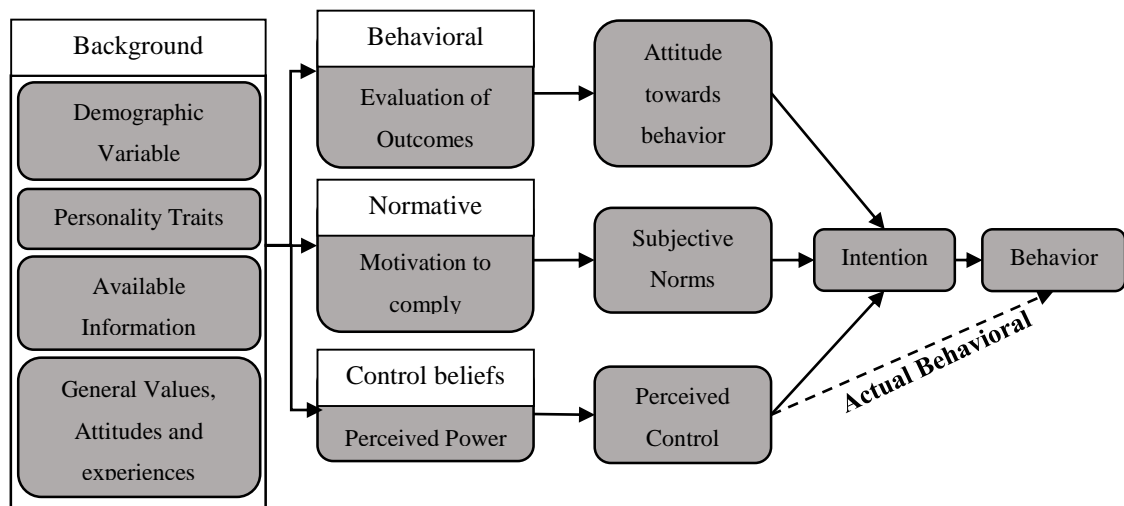 Background
Demographic
Variable
Personality Traits
Available
Information
General Values,
Attitudes and
experiences
Behavioral
Evaluation of
Outcomes
Normative
Motivation to
comply
Control beliefs
Perceived Power
Attitude
towards
behavior
Subjective
Norms
Perceived
Control
Intention
Behavior
Actual Behavioral